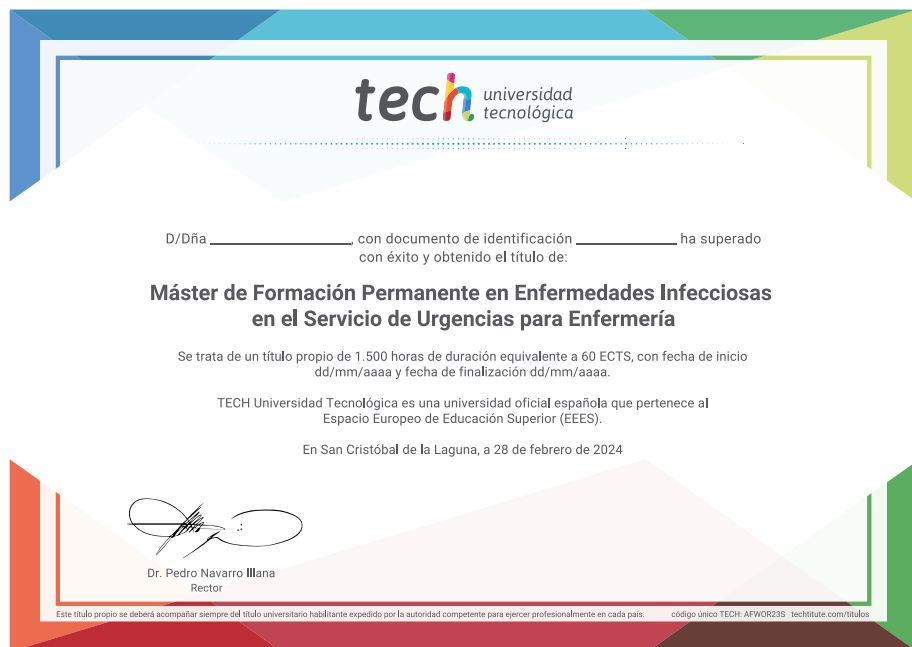 tech universidad
tecnológica
D/Dña ____________________, con documento de identificación ______________ ha superado
con éxito y obtenido el título de:
Máster de Formación Permanente en Enfermedades Infecciosas
en el Servicio de Urgencias para Enfermería
Se trata de un título propio de 1.500 horas de duración equivalente a 60 ECTS, con fecha de inicio
dd/mm/aaaa y fecha de finalización dd/mm/aaaa.
TECH Universidad Tecnológica es una universidad oficial española que pertenece al
Espacio Europeo de Educación Superior (EEES).
En San Cristóbal de la Laguna, a 28 de febrero de 2024
Dr. Pedro Navarro Illana
Rector
Este título propio se deberá acompañar siempre del título universitario habilitante expedido por la autoridad competente para ejercer profesionalmente en cada país. código único TECH: AFWOR23S techtitute.com/titulos